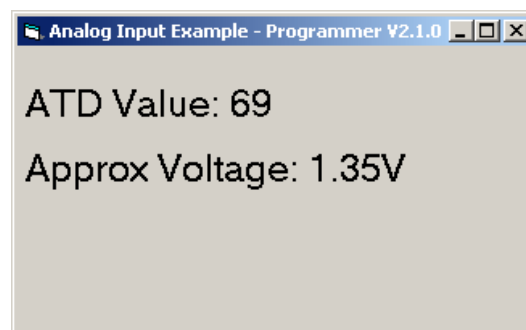 Analog Input Example - Programmer V2.1.0
ATD Value: 69
Approx Voltage: 1.35V